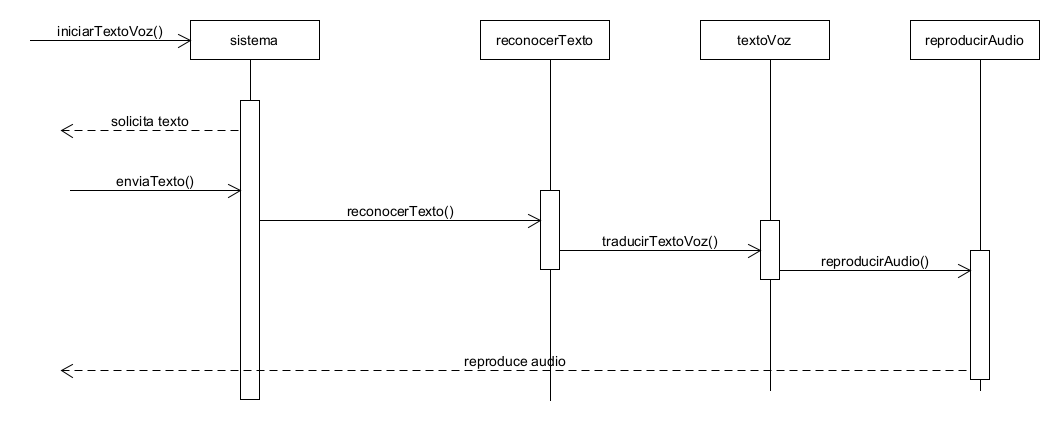 iniciarTextoVoz()
sistema
reconocerTexto
textoVoz
reproducirAudio
solicita texto
enviaTexto()
reconocerTexto()
traducirTextoVoz()
reproducirAudio()
reproduce audio